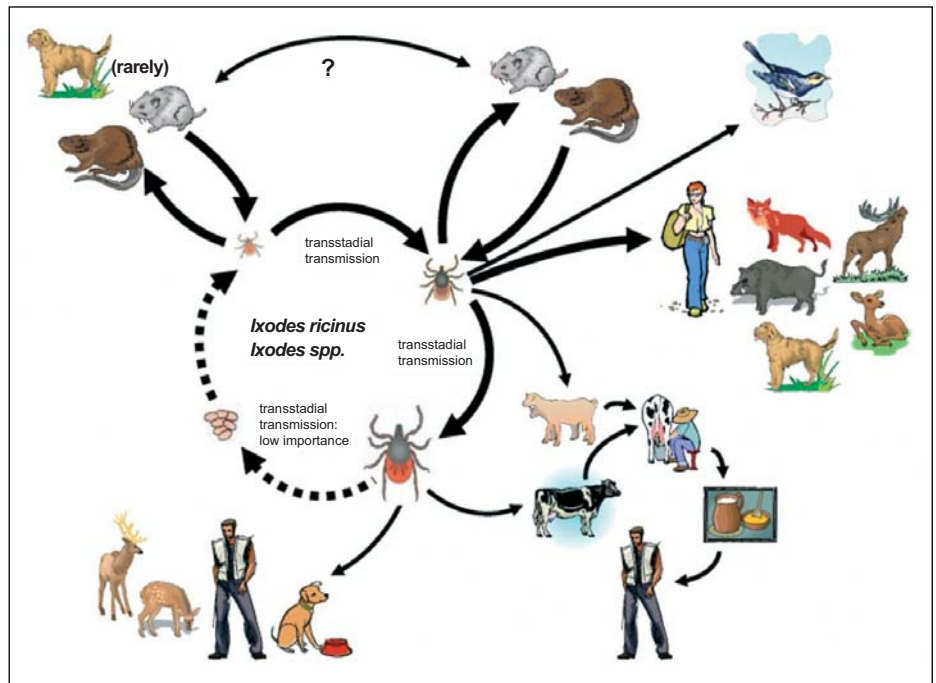 (rarely)
?
transstadial
transmission
Ixodes ricinus
Ixodes spp.
transstadial
transmission
transstadial
transmission:
low importance